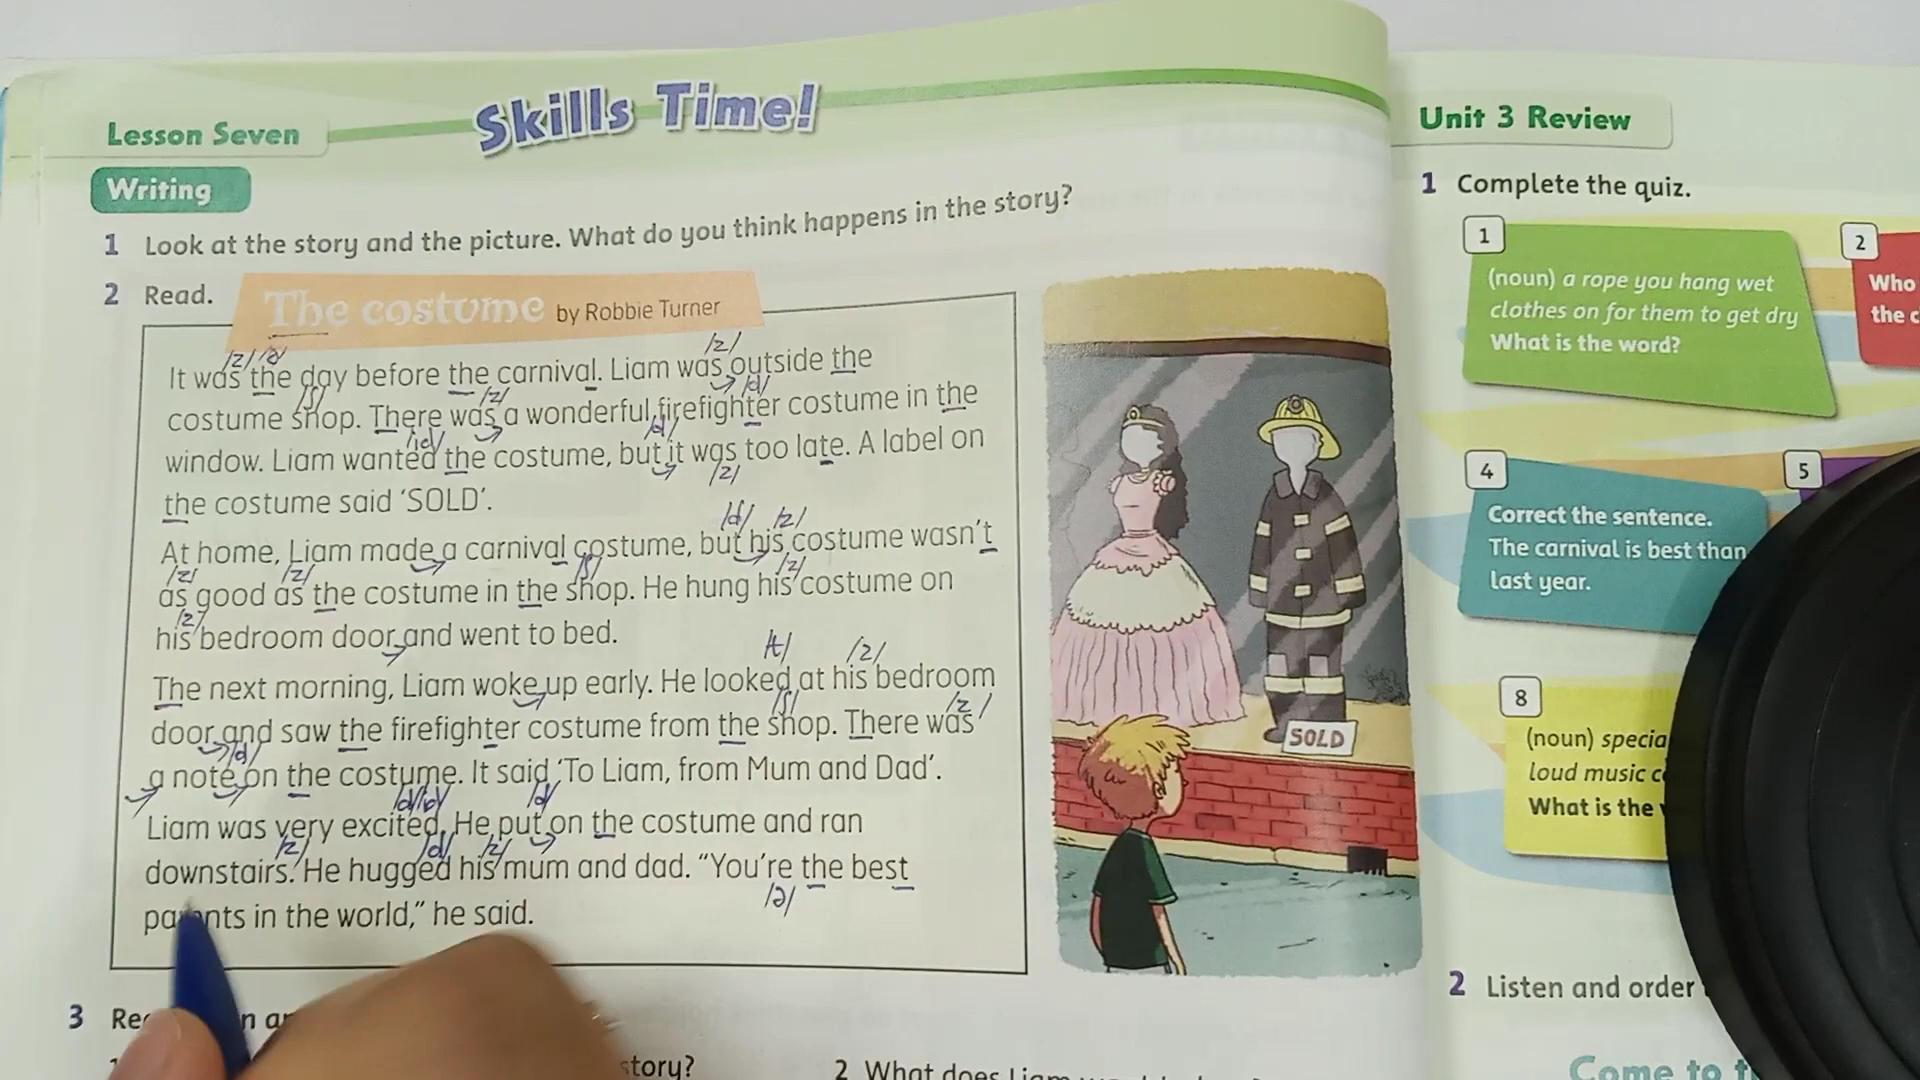 Lesson Seven
Skills Time!
Writing
1 Look at the story and the picture. What do you think happens in the story?
2 Read.
The costume by Robbie Turner
/z/ /ə/ /z/
It was the day before the carnival. Liam was outside the
/ʃ/ /z/ /d/
costume shop. There was a wonderful firefighter costume in the
/id/ /d/
window. Liam wanted the costume, but it was too late. A label on
/z/
the costume said 'SOLD'.
/d/ /z/
At home, Liam made a carnival costume, but his costume wasn't
/z/ /z/ /ʃ/ /z/
as good as the costume in the shop. He hung his costume on
/z/
his bedroom door and went to bed.
/t/ /z/
The next morning, Liam woke up early. He looked at his bedroom
/ʃ/ /z/
door and saw the firefighter costume from the shop. There was
/d/
a note on the costume. It said 'To Liam, from Mum and Dad'.
/d/
Liam was very excited. He put on the costume and ran
/z/ /d/ /z/
downstairs. He hugged his mum and dad. "You're the best
/ə/
in the world," he said.
SOLD
3
story?
2 What does Liam
Unit 3 Review
1 Complete the quiz.
1
(noun) a rope you hang wet
clothes on for them to get dry
What is the word?
2
Who
the
4
Correct the sentence.
The carnival is best than
last year.
5
8
(noun)
loud music
What is the
2 Listen and order
Come to